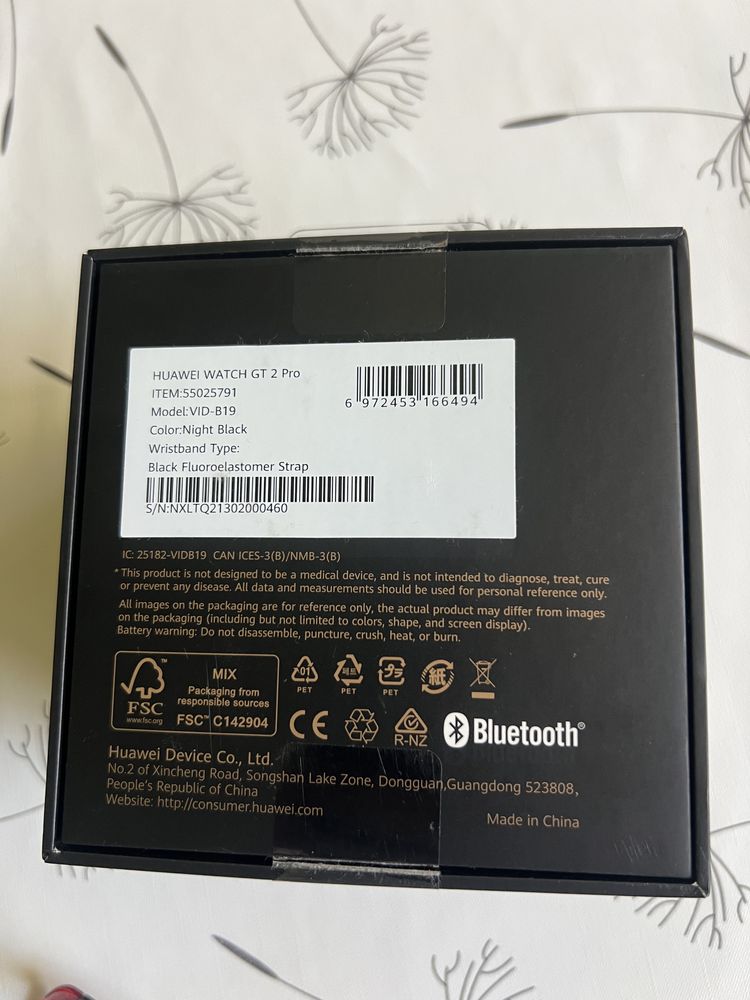 HUAWEI WATCH GT 2 Pro
ITEM:55025791
Model:VID-B19
Color:Night Black
Wristband Type:
Black Fluoroelastomer Strap
S/N:NXLTQ21302000460
6 972453 166494
IC: 25182-VIDB19 CAN ICES-3(B)/NMB-3(B)
* This product is not designed to be a medical device, and is not intended to diagnose, treat, cure
or prevent any disease. All data and measurements should be used for personal reference only.
All images on the packaging are for reference only, the actual product may differ from images
on the packaging (including but not limited to colors, shape, and screen display).
Battery warning: Do not disassemble, puncture, crush, heat, or burn.
FSC
www.fsc.org
MIX
Packaging from
responsible sources
FSC™ C142904
01
PET
페트
PET
プラ
PET
紙
CE
R-NZ
Bluetooth®
Huawei Device Co., Ltd.
No.2 of Xincheng Road, Songshan Lake Zone, Dongguan,Guangdong 523808,
People's Republic of China
Website: http://consumer.huawei.com
Made in China